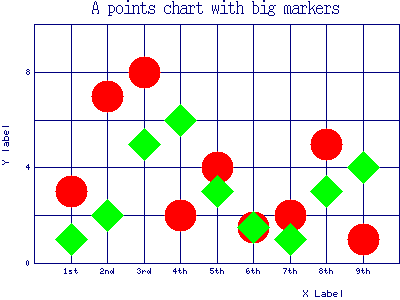 A points chart with big markers
8
Y label
4
0
1st 2nd 3rd 4th 5th 6th 7th 8th 9th
X Label